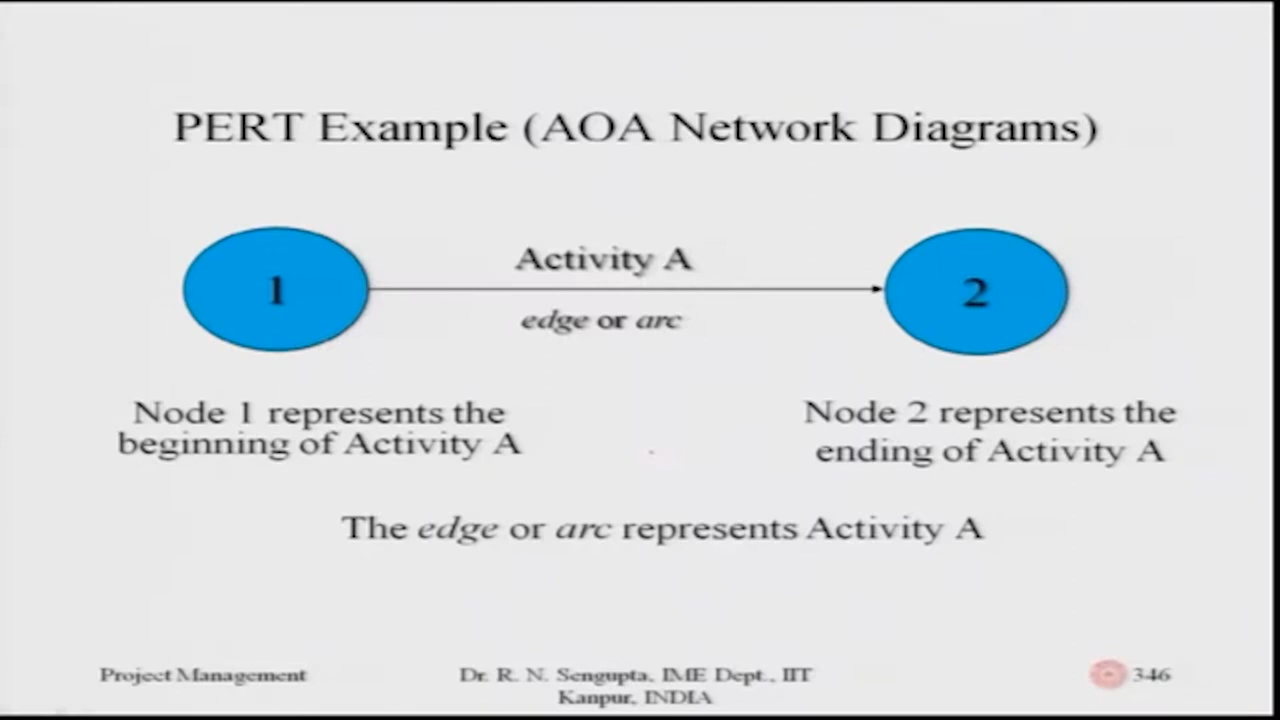 PERT Example (AOA Network Diagrams)
1
Activity A
edge or arc
2
Node 1 represents the
beginning of Activity A
Node 2 represents the
ending of Activity A
The edge or arc represents Activity A
Project Management
Dr. R. N. Sengupta, IME Dept., IIT
Kanpur, INDIA
346